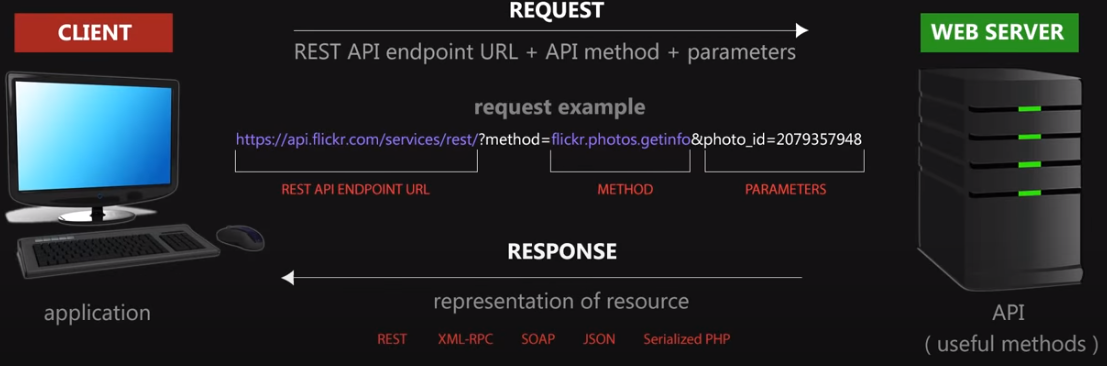 CLIENT
REQUEST
WEB SERVER
REST API endpoint URL + API method + parameters
request example
https://api.flickr.com/services/rest/?method=flickr.photos.getinfo&photo_id=2079357948
REST API ENDPOINT URL
METHOD
PARAMETERS
RESPONSE
representation of resource
REST XML-RPC SOAP JSON Serialized PHP
application
API
( useful methods )